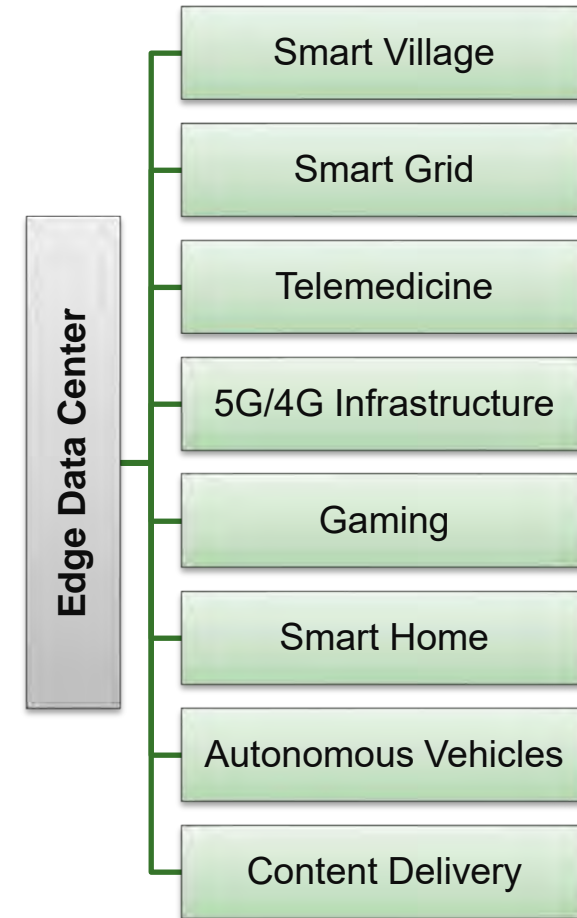 Edge Data Center
Smart Village
Smart Grid
Telemedicine
5G/4G Infrastructure
Gaming
Smart Home
Autonomous Vehicles
Content Delivery